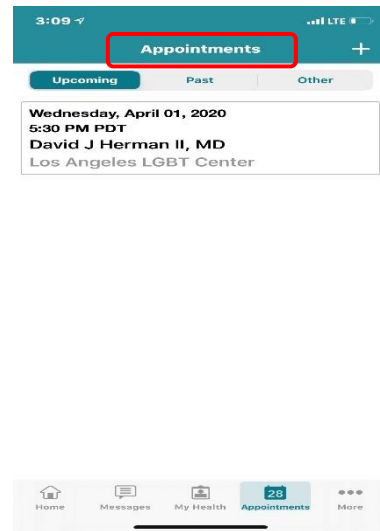 3:09
LTE
Appointments
+
Upcoming Past Other
Wednesday, April 01, 2020
5:30 PM PDT
David J Herman II, MD
Los Angeles LGBT Center
28
Home Messages My Health Appointments More